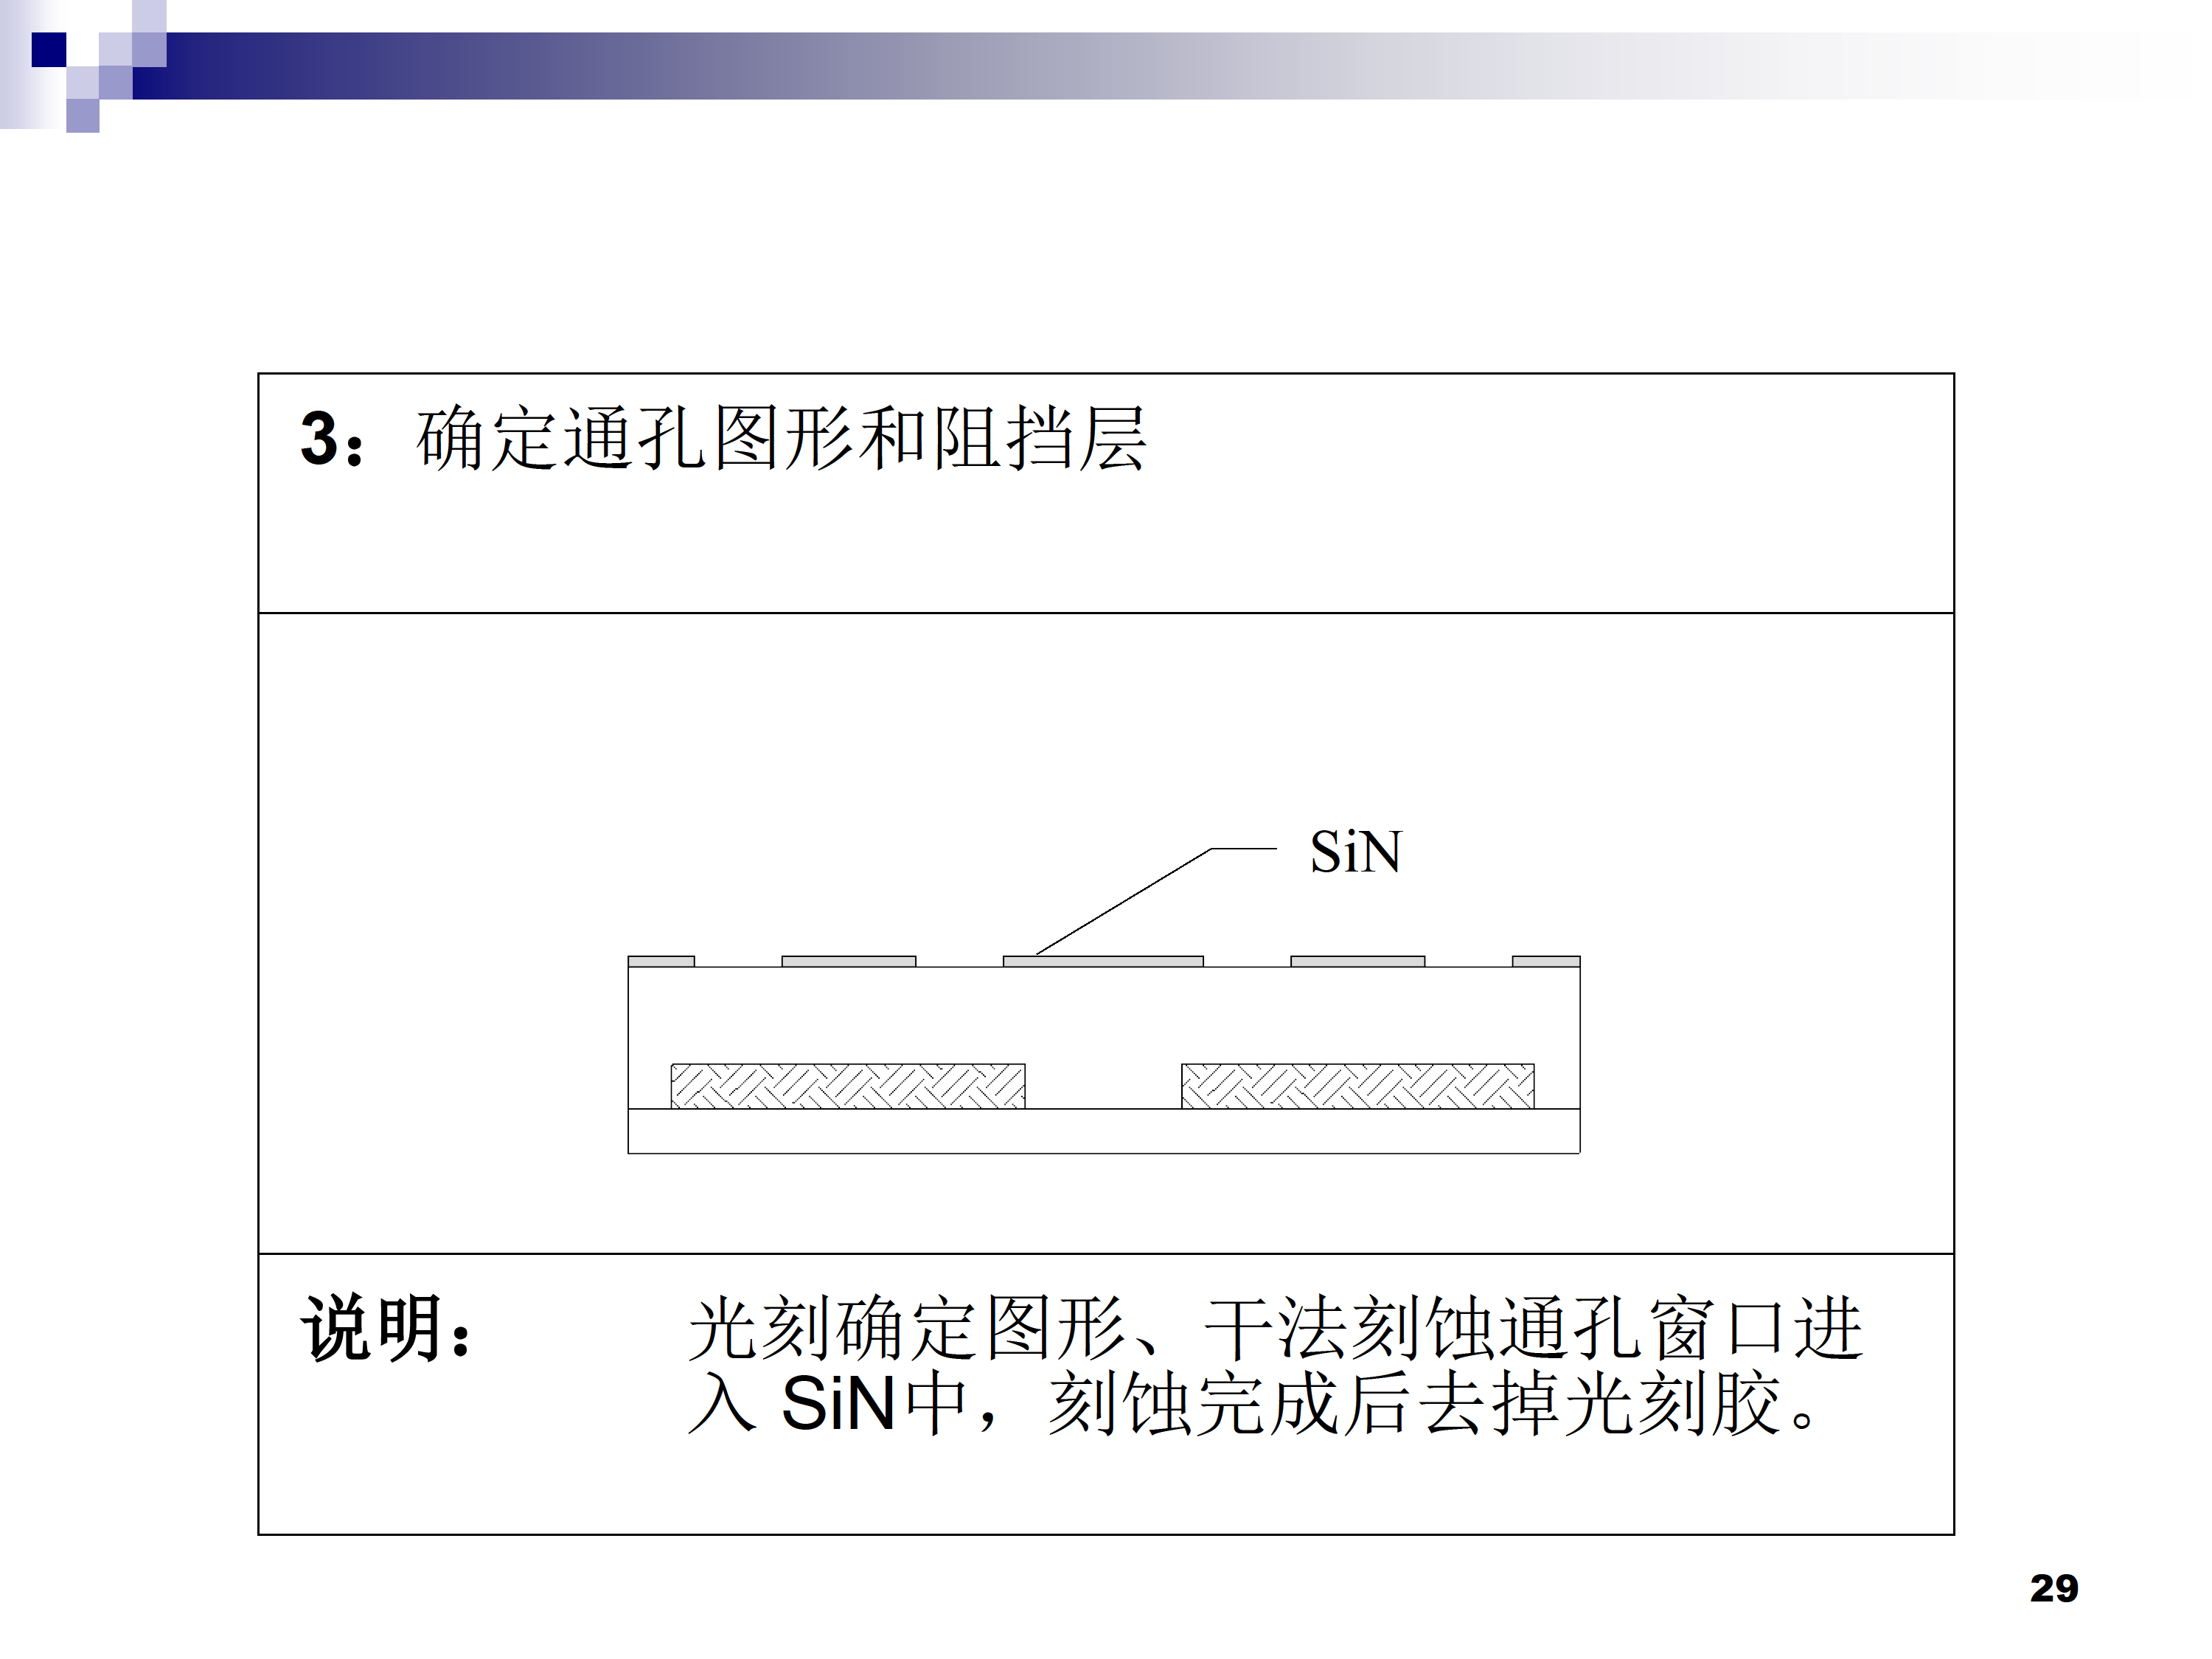 3：确定通孔图形和阻挡层
SiN
说明：
光刻确定图形、干法刻蚀通孔窗口进
入 SiN中，刻蚀完成后去掉光刻胶。
29